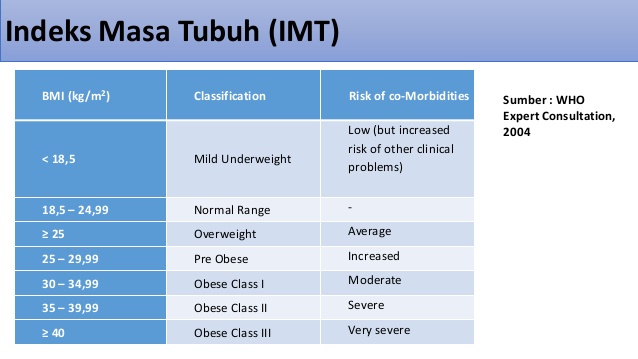 Indeks Masa Tubuh (IMT)
BMI (kg/m²) Classification Risk of co-Morbidities
< 18,5 Mild Underweight Low (but increased
risk of other clinical
problems)
18,5 – 24,99 Normal Range -
≥ 25 Overweight Average
25 – 29,99 Pre Obese Increased
30 – 34,99 Obese Class I Moderate
35 – 39,99 Obese Class II Severe
≥ 40 Obese Class III Very severe
Sumber : WHO
Expert Consultation,
2004